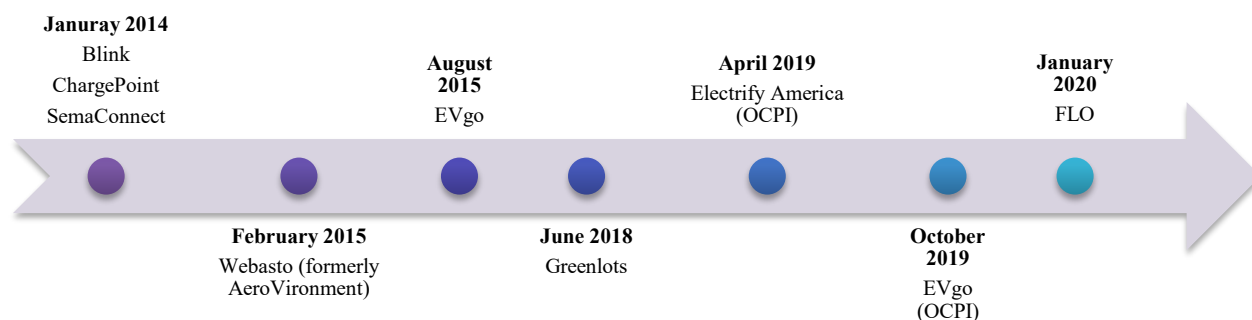 Januray 2014
Blink
ChargePoint
SemaConnect
February 2015
Webasto (formerly
AeroVironment)
August
2015
EVgo
June 2018
Greenlots
April 2019
Electrify America
(OCPI)
October
2019
EVgo
(OCPI)
January
2020
FLO